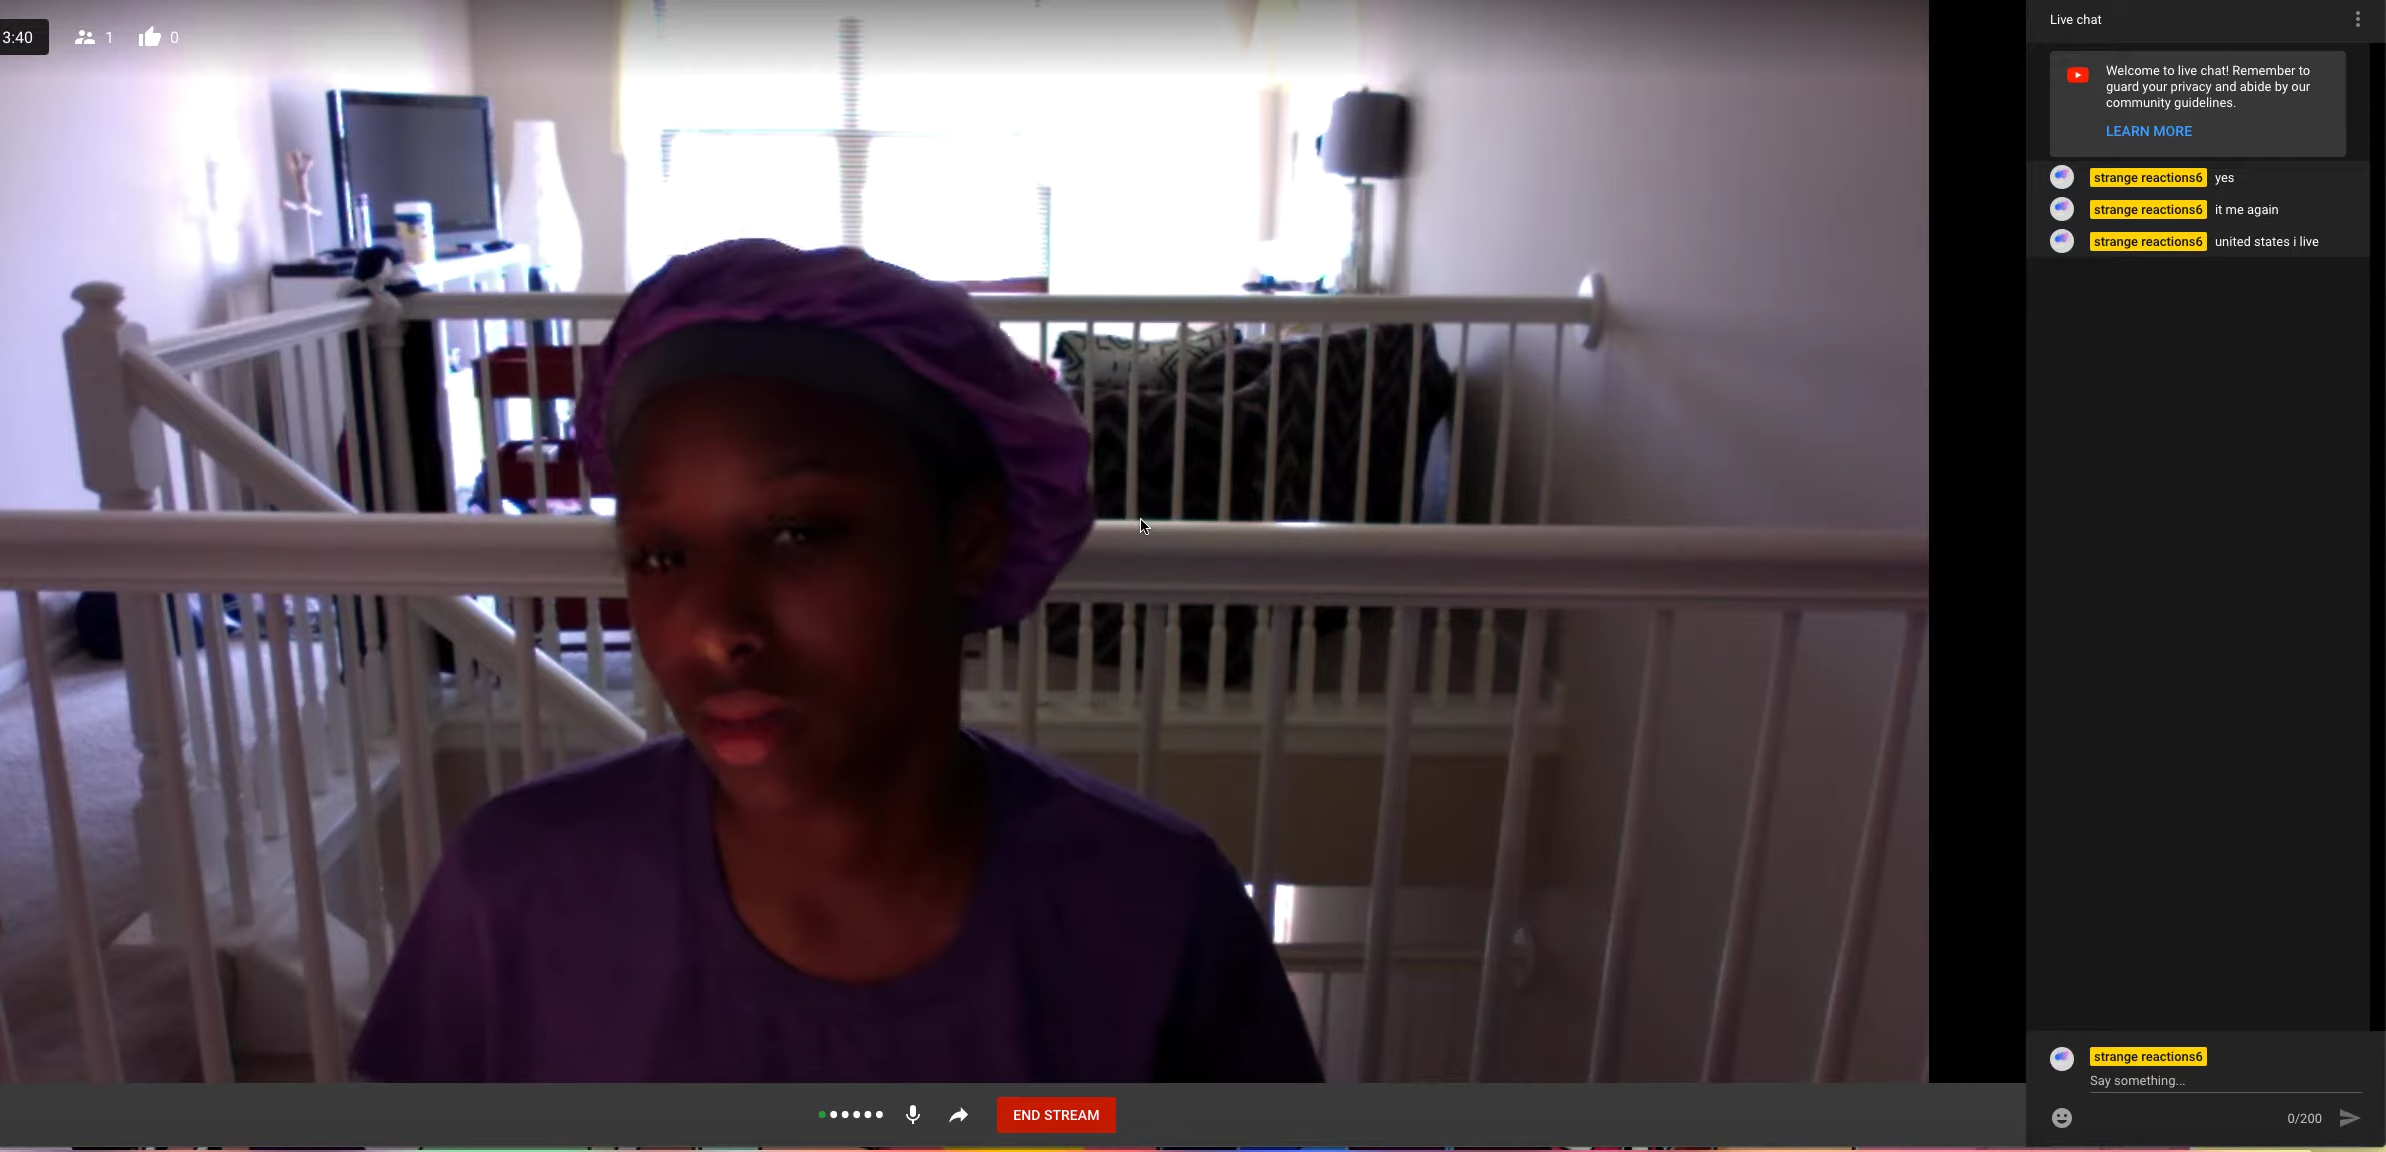 3:40
1
0
Live chat
Welcome to live chat! Remember to
guard your privacy and abide by our
community guidelines.
LEARN MORE
strange reactions6 yes
strange reactions6 it me again
strange reactions6 united states i live
strange reactions6
Say something...
0/200
END STREAM